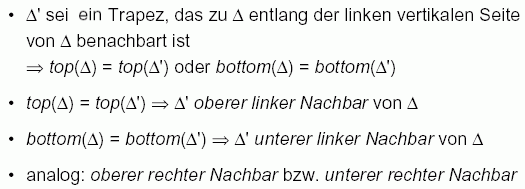 • Δ' sei ein Trapez, das zu Δ entlang der linken vertikalen Seite
von Δ benachbart ist
⇒ top(Δ) = top(Δ') oder bottom(Δ) = bottom(Δ')
• top(Δ) = top(Δ') ⇒ Δ' oberer linker Nachbar von Δ
• bottom(Δ) = bottom(Δ') ⇒ Δ' unterer linker Nachbar von Δ
• analog: oberer rechter Nachbar bzw. unterer rechter Nachbar